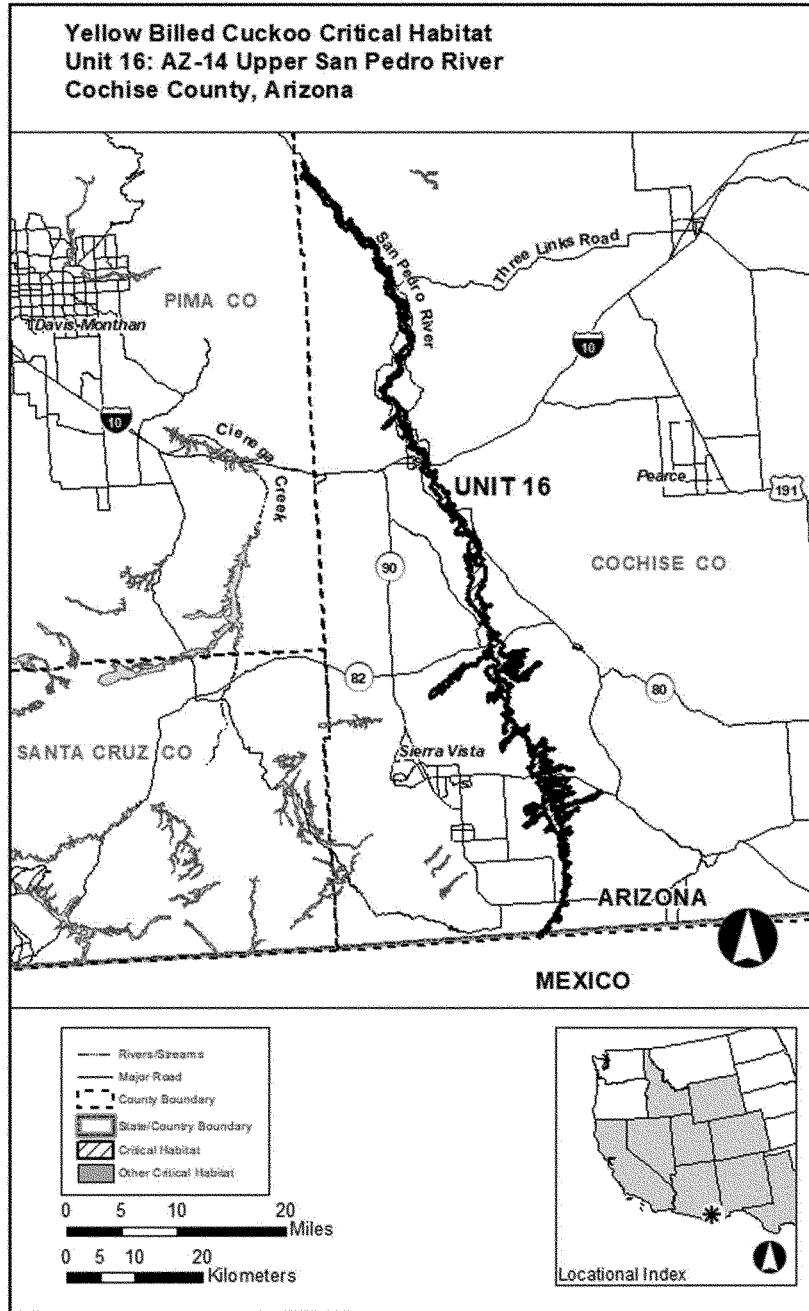 Yellow Billed Cuckoo Critical Habitat
Unit 16: AZ-14 Upper San Pedro River
Cochise County, Arizona
San Pedro River
Three Links Road
PIMA CO
Davis-Monthan
10
10
Cienega Creek
UNIT 16
Pearce
191
90
COCHISE CO
82
80
SANTA CRUZ CO
Sierra Vista
ARIZONA
MEXICO
Rivers/Streams
Major Road
County Boundary
State/Country Boundary
Critical Habitat
Other Critical Habitat
0 5 10 20
Miles
0 5 10 20
Kilometers
Locational Index